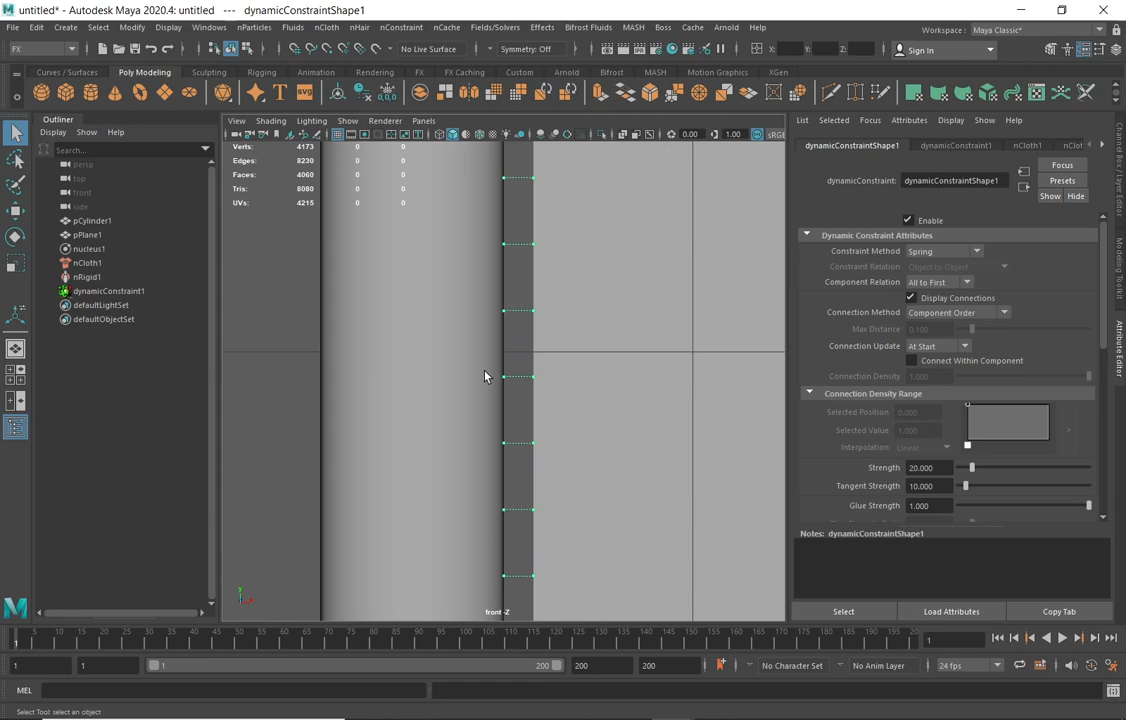 untitled* - Autodesk Maya 2020.4: untitled --- dynamicConstraintShape1
File Edit Create Select Modify Display Windows nParticles Fluids nCloth nHair nConstraint nCache Fields/Solvers Effects Bifrost Fluids MASH Boss Cache Arnold Help
Workspace : Maya Classic*
FX No Live Surface Symmetry: Off X: Y: Z: Sign In
Curves / Surfaces Poly Modeling Sculpting Rigging Animation Rendering FX FX Caching Custom Arnold Bifrost MASH Motion Graphics XGen
Outliner
Display Show Help
Search...
persp
top
front
side
pCylinder1
pPlane1
nucleus1
nCloth1
nRigid1
dynamicConstraint1
defaultLightSet
defaultObjectSet
View Shading Lighting Show Renderer Panels
0.00 1.00 sRGB
Verts: 4173 0 0
Edges: 8230 0 0
Faces: 4060 0 0
Tris: 8080 0 0
UVs: 4215 0 0
y
front -Z
List Selected Focus Attributes Display Show Help
dynamicConstraintShape1 dynamicConstraint1 nCloth1 nClot
dynamicConstraint: dynamicConstraintShape1
Focus
Presets
Show Hide
Enable
Dynamic Constraint Attributes
Constraint Method Spring
Constraint Relation Object to Object
Component Relation All to First
Display Connections
Connection Method Component Order
Max Distance 0.100
Connection Update At Start
Connect Within Component
Connection Density 1.000
Connection Density Range
Selected Position 0.000
Selected Value 1.000
Interpolation Linear
Strength 20.000
Tangent Strength 10.000
Glue Strength 1.000
Notes: dynamicConstraintShape1
Select Load Attributes Copy Tab
Channel Box / Layer Editor
Modeling Toolkit
Attribute Editor
5 10 15 20 25 30 35 40 45 50 55 60 65 70 75 80 85 90 95 100 105 110 115 120 125 130 135 140 145 150 155 160 165 170 175 180 185 190 195 20
1 1
1 1 1 200 200 200 No Character Set No Anim Layer 24 fps
MEL
Select Tool: select an object